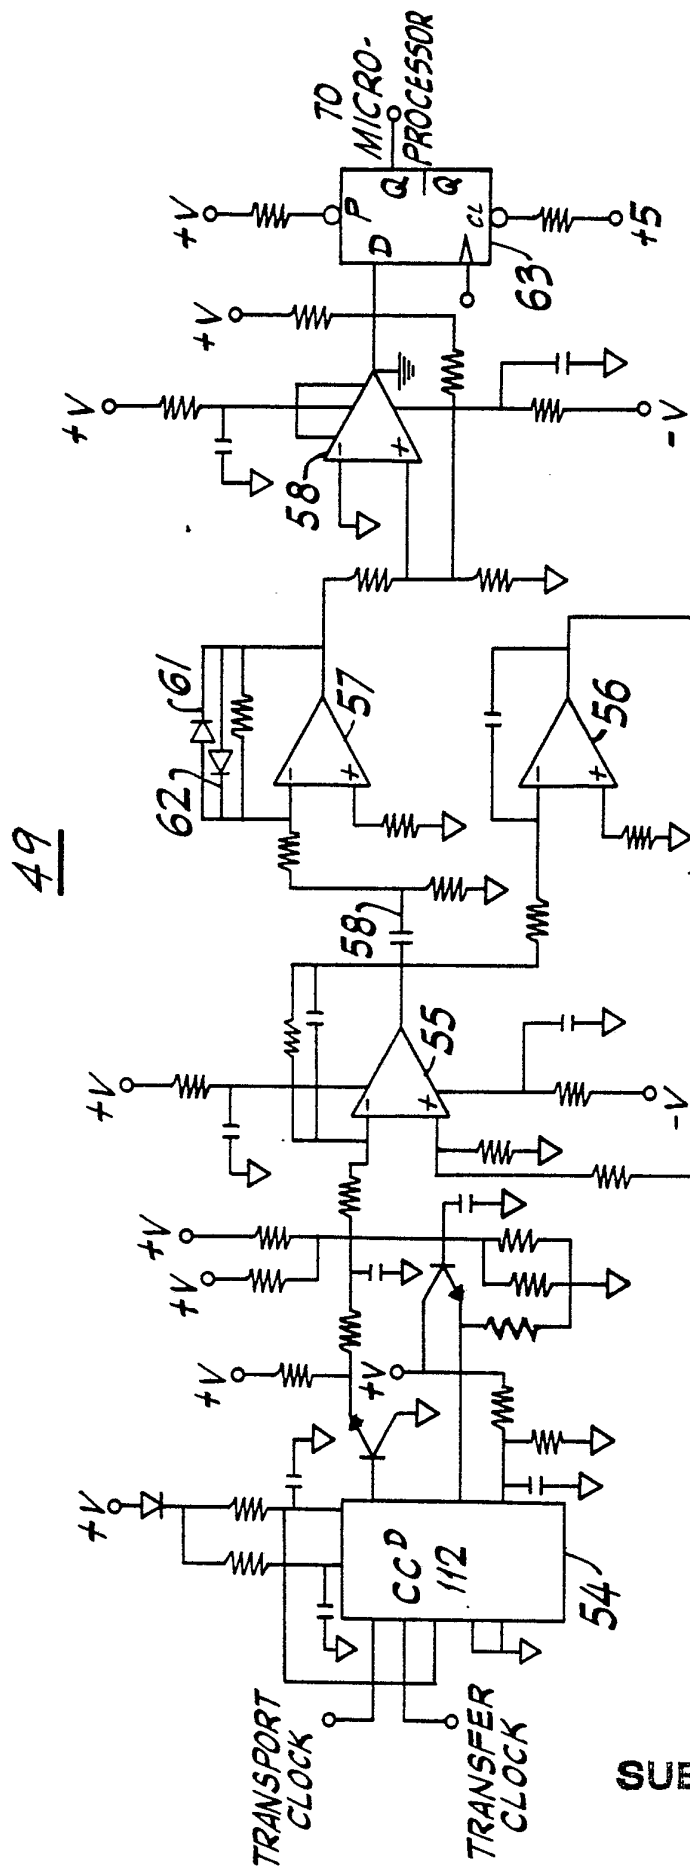 49
+V
+V
+V
+V
+V
+V
+V
+V
+V
TRANSPORT
CLOCK
TRANSFER
CLOCK
CCD
112
54
-
+
55
-V
58
62
61
-
+
57
-
+
56
58
-
+
-V
P
D
Q
Q
CL
63
+5
TO
MICRO-
PROCESSOR
SUB